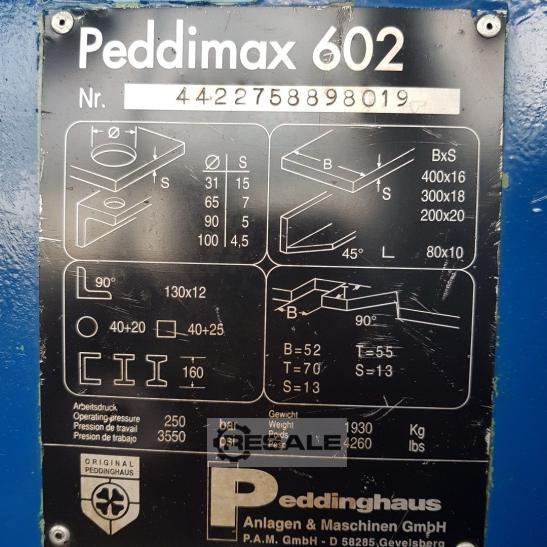 Peddimax 602
Nr. 4422758898019
Ø
S
Ø S
31 15
65 7
90 5
100 4,5
B
S
BxS
400x16
300x18
200x20
45° L 80x10
90° 130x12
40+20 40+25
160
B
90°
B=52 T=55
T=70 S=13
S=13
Arbeitsdruck
Operating pressure
Pression de travail
Presion de trabajo
250 bar
3550 psi
Gewicht
Weight
Poids
1930 Kg
4260 lbs
RESALE
ORIGINAL
PEDDINGHAUS
Peddinghaus
Anlagen & Maschinen GmbH
P.A.M. GmbH - D 58285 Gevelsberg